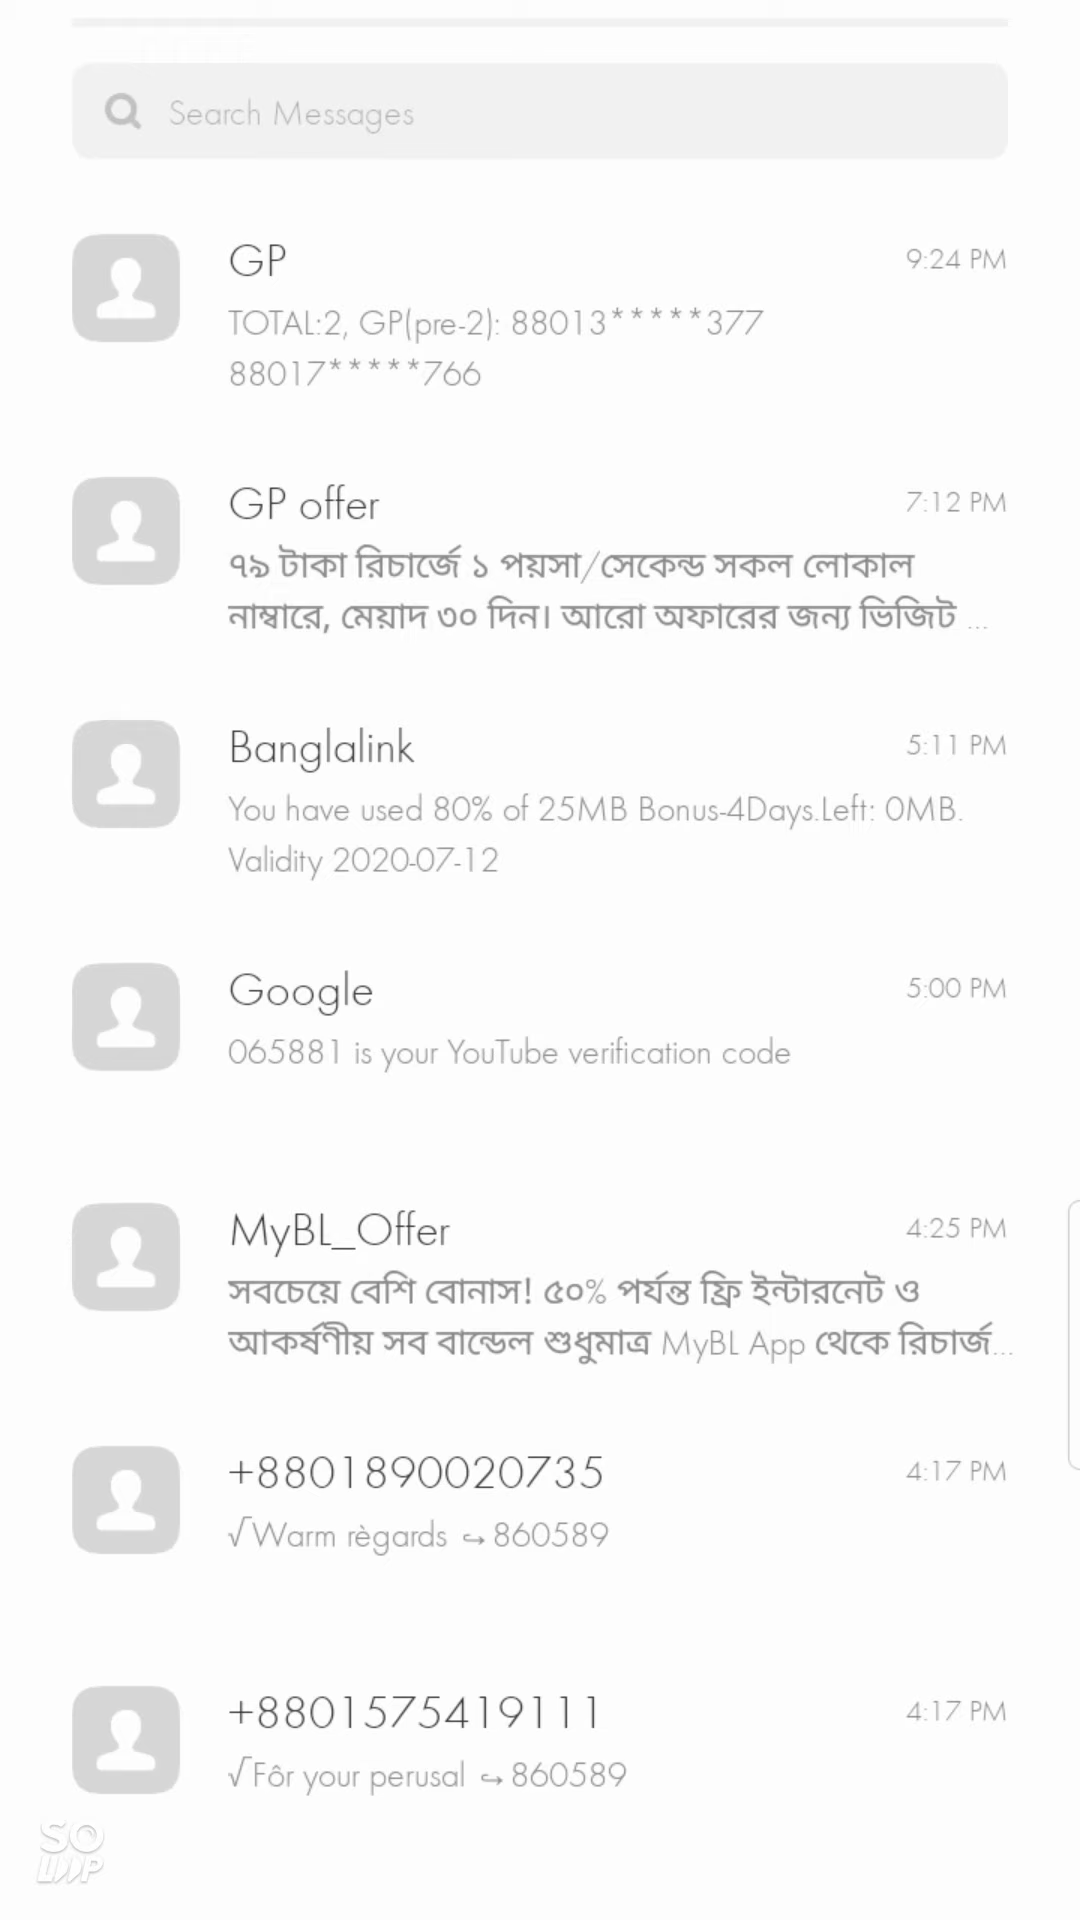 Search Messages
GP
9:24 PM
TOTAL:2, GP(pre-2): 88013*****377
88017*****766
GP offer
7:12 PM
৭৯ টাকা রিচার্জে ১ পয়সা/সেকেন্ড সকল লোকাল
নাম্বারে, মেয়াদ ৩০ দিন। আরো অফারের জন্য ভিজিট ...
Banglalink
5:11 PM
You have used 80% of 25MB Bonus-4Days.Left: 0MB.
Validity 2020-07-12
Google
5:00 PM
065881 is your YouTube verification code
MyBL_Offer
4:25 PM
সবচেয়ে বেশি বোনাস! ৫০% পর্যন্ত ফ্রি ইন্টারনেট ও
আকর্ষণীয় সব বান্ডেল শুধুমাত্র MyBL App থেকে রিচার্জ...
+8801890020735
4:17 PM
√Warm règards ↪860589
+8801575419111
4:17 PM
√Fôr your perusal ↪860589
SO
LOOP